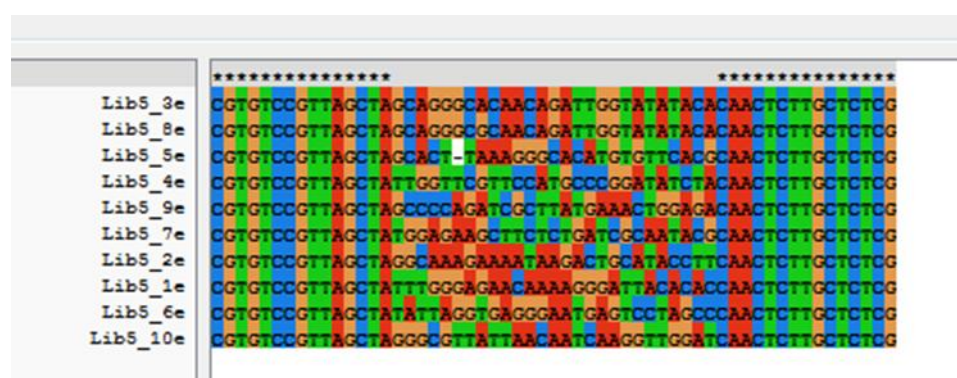 *************** ***************
Lib5_3e CGTGTCCGTTAGCTAGCAGGGCACAACAGATTGGTATATACACAACTCTTGCTCTCG
Lib5_8e CGTGTCCGTTAGCTAGCAGGGCGCAACAGATTGGTATATACACAACTCTTGCTCTCG
Lib5_5e CGTGTCCGTTAGCTAGCACT-TAAAGGGCACATGTGTTCACGCAACTCTTGCTCTCG
Lib5_4e CGTGTCCGTTAGCTATTGGTTCGTTCCATGCCCGGATATCTACAACTCTTGCTCTCG
Lib5_9e CGTGTCCGTTAGCTAGCCCCAGATCGCTTATGAAACTGGAGACAACTCTTGCTCTCG
Lib5_7e CGTGTCCGTTAGCTATGGAGAAGCTTCTCTGATCGCAATACGCAACTCTTGCTCTCG
Lib5_2e CGTGTCCGTTAGCTAGGCAAAGAAAATAAGACTGCATACCTTCAACTCTTGCTCTCG
Lib5_1e CGTGTCCGTTAGCTATTTGGGAGAACAAAAGGGATTACACACCAACTCTTGCTCTCG
Lib5_6e CGTGTCCGTTAGCTATATTAGGTGAGGGAATGAGTCCTAGCCCAACTCTTGCTCTCG
Lib5_10e CGTGTCCGTTAGCTAGGGCGTTATTAACAATCAAGGTTGGATCAACTCTTGCTCTCG